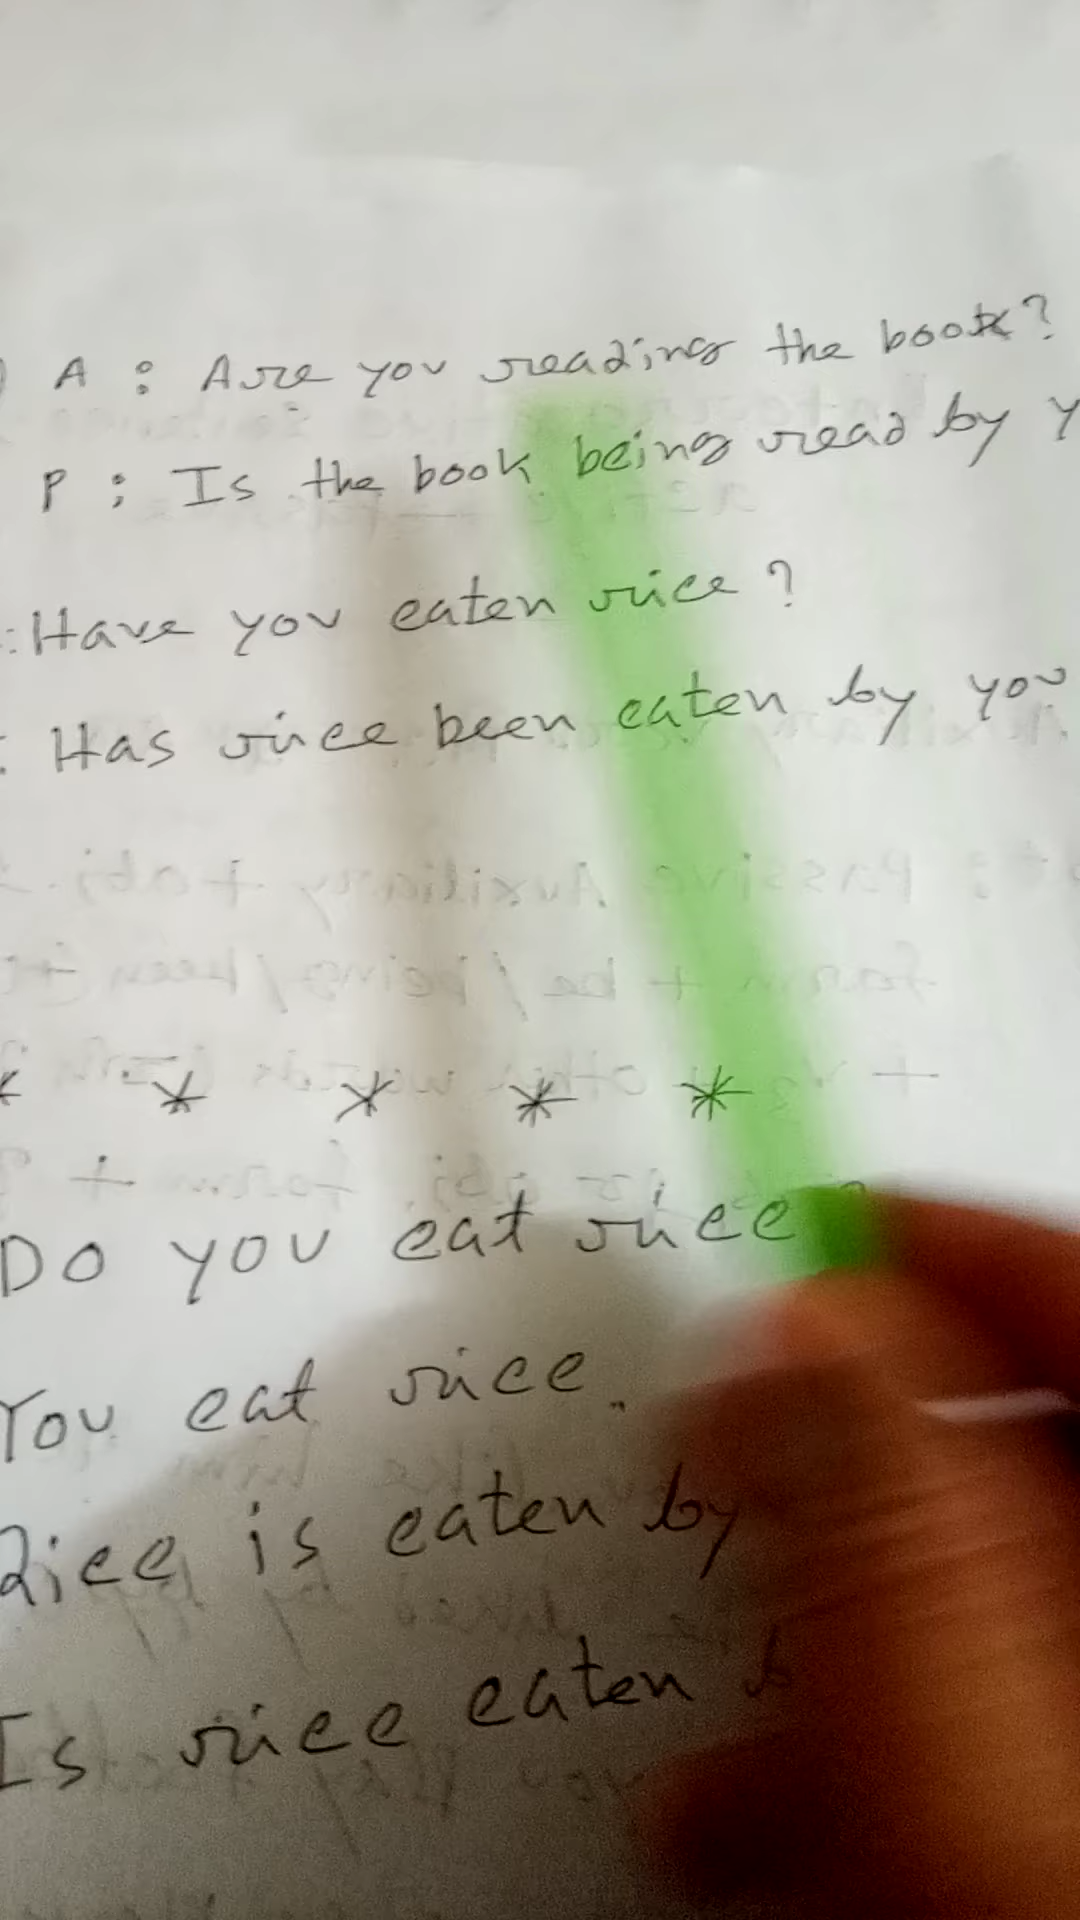 A : Are you reading the book?
P : Is the book being read by
: Have you eaten rice ?
: Has rice been eaten by you
* * * * *
Do you eat rice?
You eat rice.
Rice is eaten by
Is rice eaten